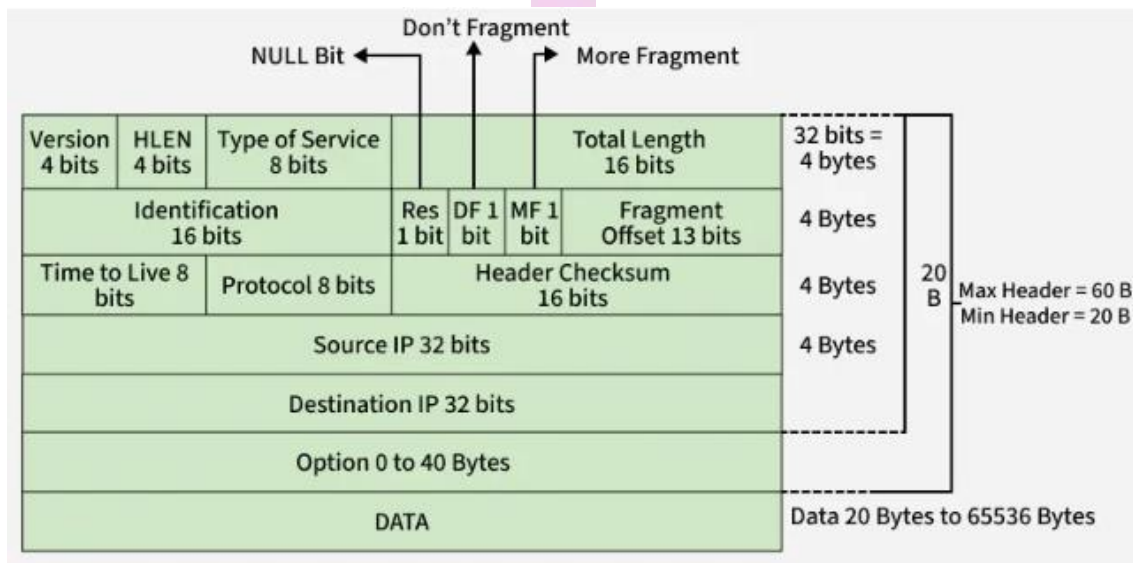 Don't Fragment
NULL Bit
More Fragment
Version
4 bits
HLEN
4 bits
Type of Service
8 bits
Total Length
16 bits
32 bits =
4 bytes
Identification
16 bits
Res
1 bit
DF 1
bit
MF 1
bit
Fragment
Offset 13 bits
4 Bytes
Time to Live 8
bits
Protocol 8 bits
Header Checksum
16 bits
4 Bytes
20
B
Max Header = 60 B
Min Header = 20 B
Source IP 32 bits
4 Bytes
Destination IP 32 bits
Option 0 to 40 Bytes
DATA
Data 20 Bytes to 65536 Bytes